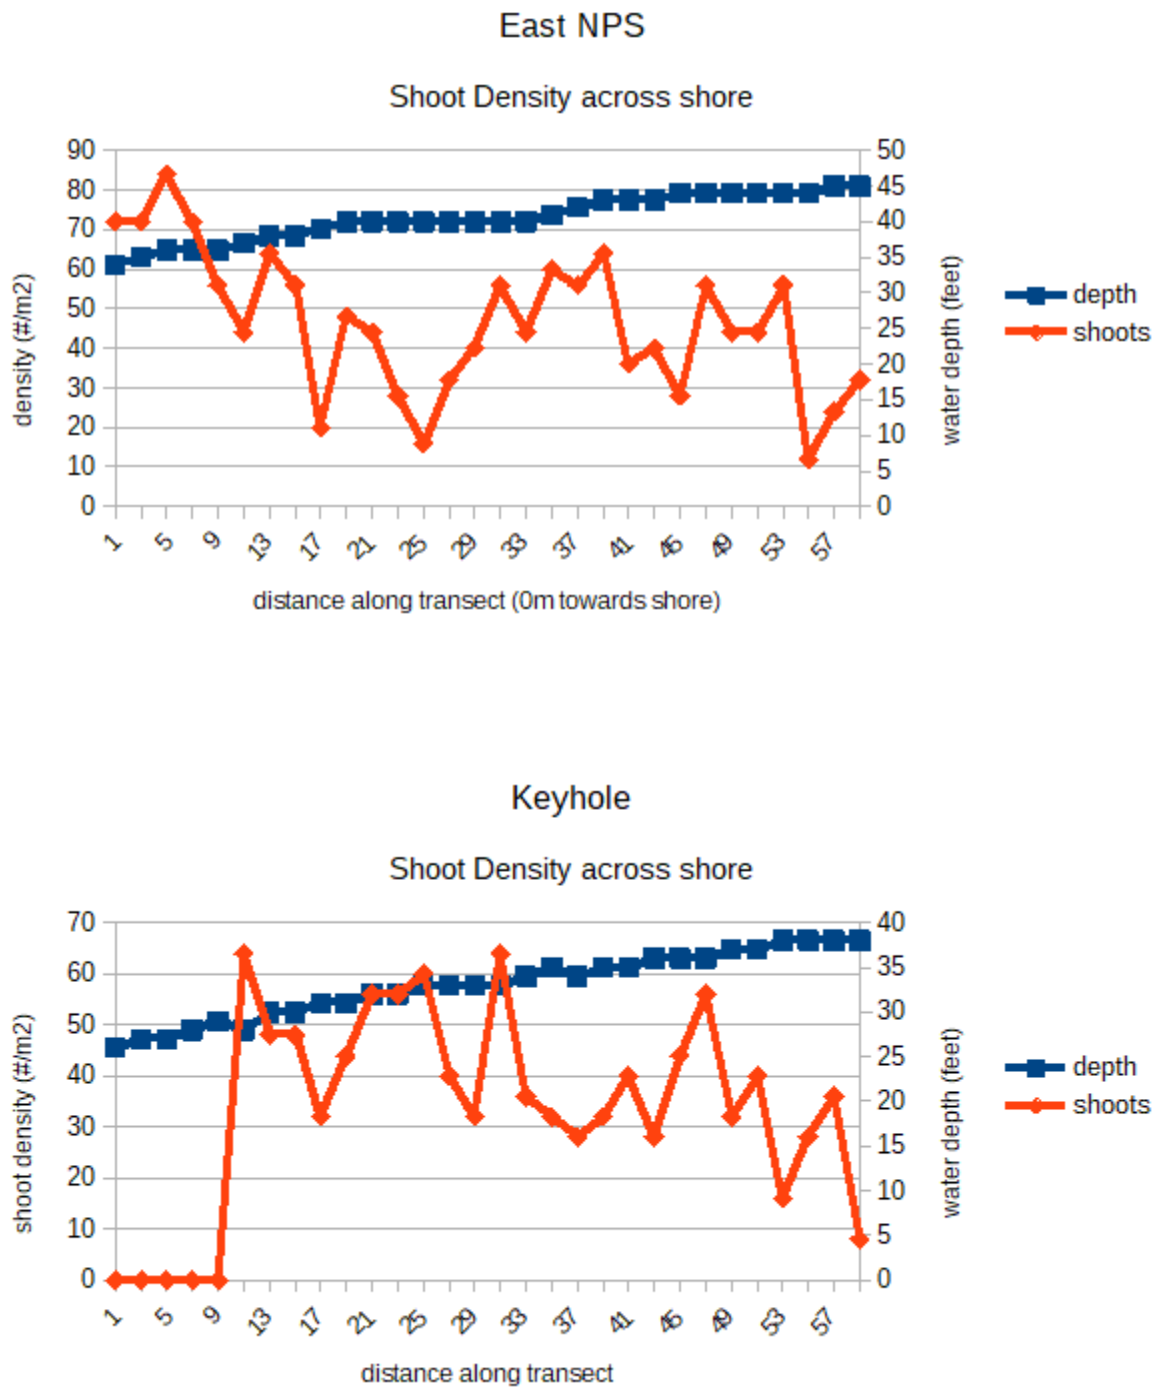 East NPS
Shoot Density across shore
90
80
70
60
50
40
30
20
10
0
50
45
40
35
30
25
20
15
10
5
0
density (#/m2)
water depth (feet)
depth
shoots
1 5 9 13 17 21 25 29 33 37 41 45 49 53 57
distance along transect (0m towards shore)
Keyhole
Shoot Density across shore
70
60
50
40
30
20
10
0
40
35
30
25
20
15
10
5
0
shoot density (#/m2)
water depth (feet)
depth
shoots
1 5 9 13 17 21 25 29 33 37 41 45 49 53 57
distance along transect